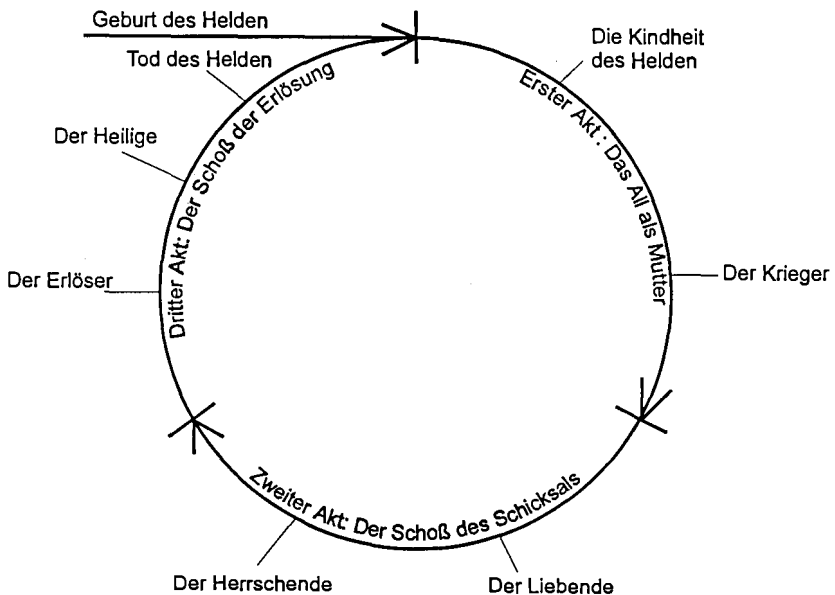 Geburt des Helden
Tod des Helden
Die Kindheit
des Helden
Erster Akt : Das All als Mutter
Der Heilige
Dritter Akt: Der Schoß der Erlösung
Der Erlöser
Der Krieger
Zweiter Akt: Der Schoß des Schicksals
Der Herrschende
Der Liebende